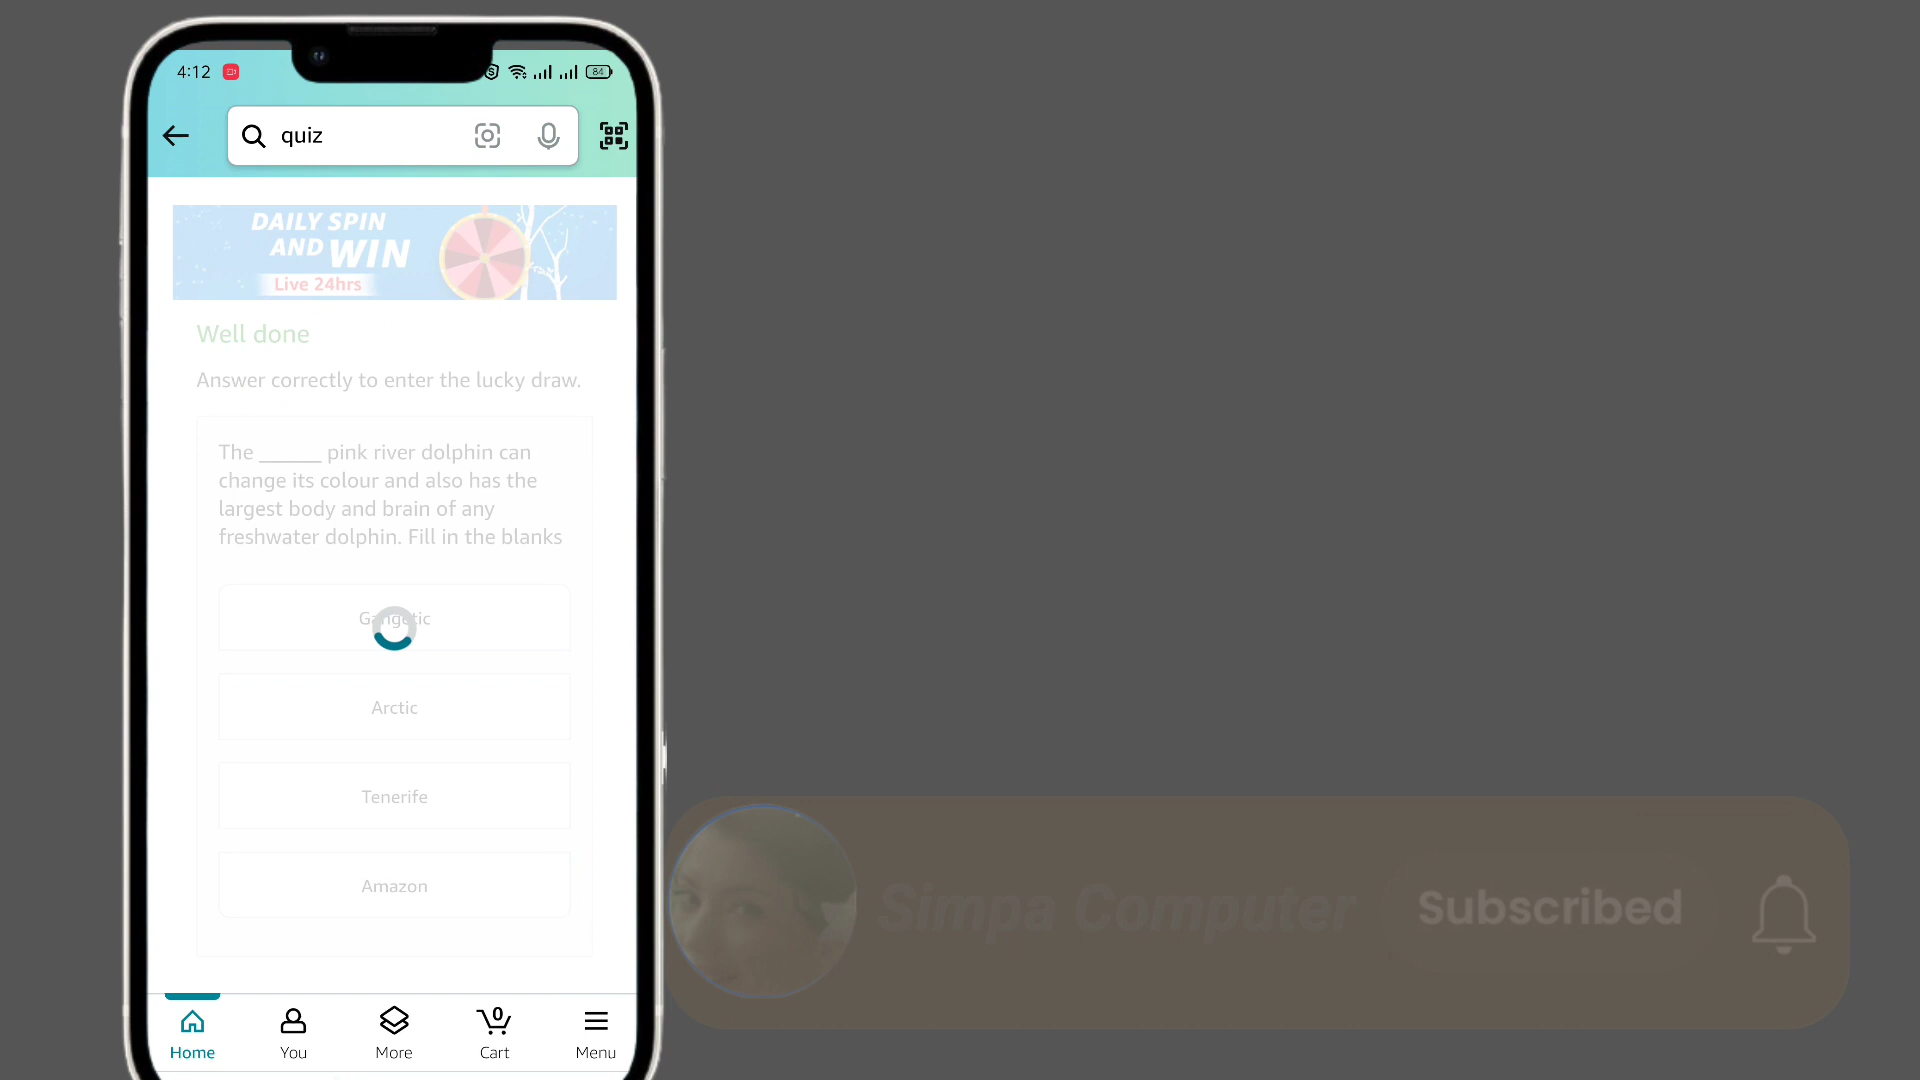 4:12
84
quiz
DAILY SPIN
AND WIN
Live 24hrs
Well done
Answer correctly to enter the lucky draw.
The ______ pink river dolphin can
change its colour and also has the
largest body and brain of any
freshwater dolphin. Fill in the blanks
Gangetic
Arctic
Tenerife
Amazon
Simpa Computer
Subscribed
0
Home
You
More
Cart
Menu